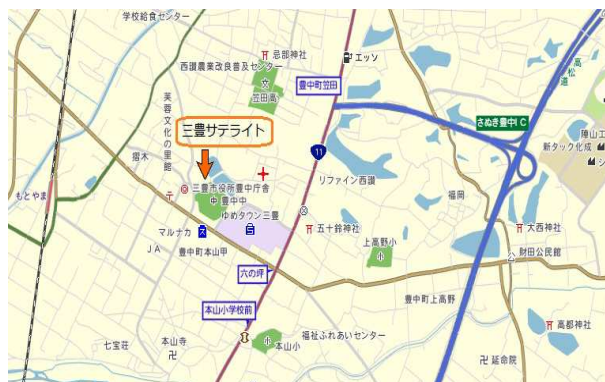 学校給食センター
忌部神社
エッソ
西讃農業改良普及センター
笠田高
豊中町笠田
高松道
さぬき豊中IC
陣山工
新タック化成
シ
芙蓉文化の里館
三豊サテライト
11
摺木
リファイン西讃
福岡
もとやま
三豊市役所豊中庁舎
豊中中
ゆめタウン三豊
マルナカ
五十鈴神社
大西神社
上高野小
JA
豊中町本山甲
財田公民館
六の坪
豊中町上高野
本山小学校前
高都神社
七宝荘
本山寺
本山小
福祉ふれあいセンター
延命院